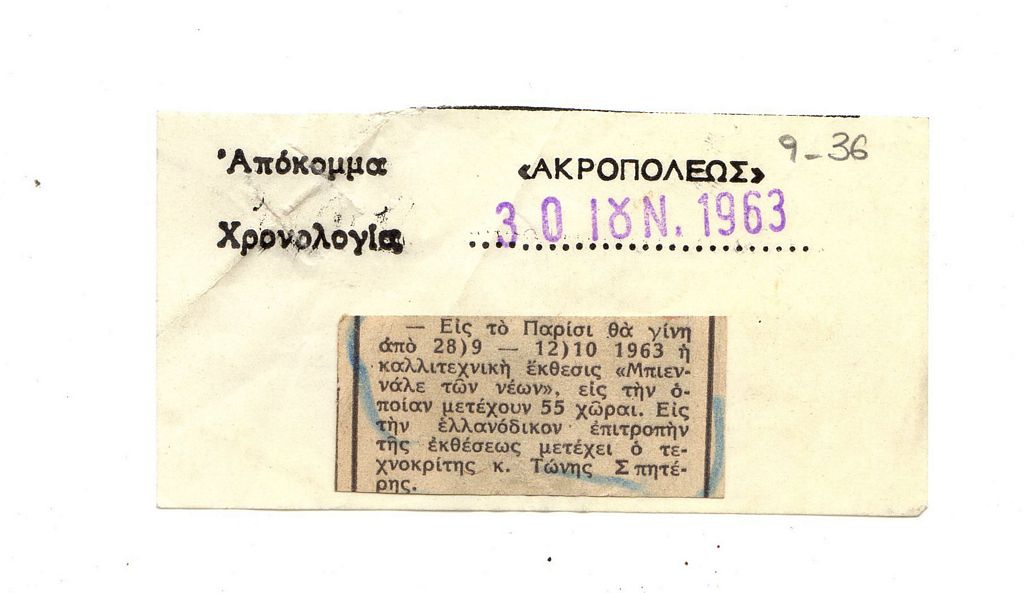 Ἀπόκομμα «ΑΚΡΟΠΟΛΕΩΣ» 9-36
Χρονολογία 30 ΙȢΝ. 1963
— Εἰς τὸ Παρίσι θὰ γίνη
ἀπὸ 28)9 — 12)10 1963 ἡ
καλλιτεχνικὴ ἔκθεσις «Μπιεν-
νάλε τῶν νέων», εἰς τὴν ὁ-
ποίαν μετέχουν 55 χῶραι. Εἰς
τὴν ἑλλανόδικον ἐπιτροπὴν
τῆς ἐκθέσεως μετέχει ὁ τε-
χνοκρίτης κ. Τώνης Σπητέ-
ρης.